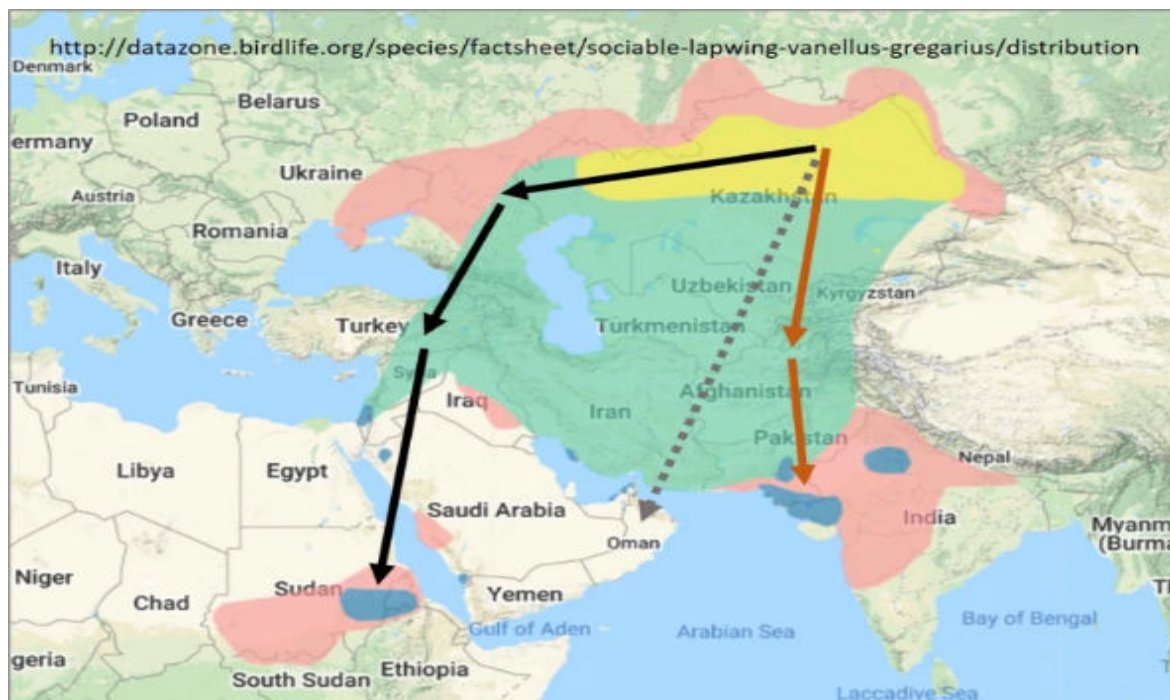 http://datazone.birdlife.org/species/factsheet/sociable-lapwing-vanellus-gregarius/distribution
Denmark
Belarus
Poland
ermany
Ukraine
Kazakhstan
Austria
Romania
Italy
Uzbekistan
Kyrgyzstan
Greece
Turkey
Türkmenistan
Syria
Tunisia
Afghanistan
Iraq
Iran
Pakistan
Nepal
Libya
Egypt
Saudi Arabia
India
Myanm
(Burma
Oman
Niger
Chad
Sudan
Yemen
Th
Gulf of Aden
Arabian Sea
Bay of Bengal
geria
Ethiopia
South Sudan
Laccadive Sea